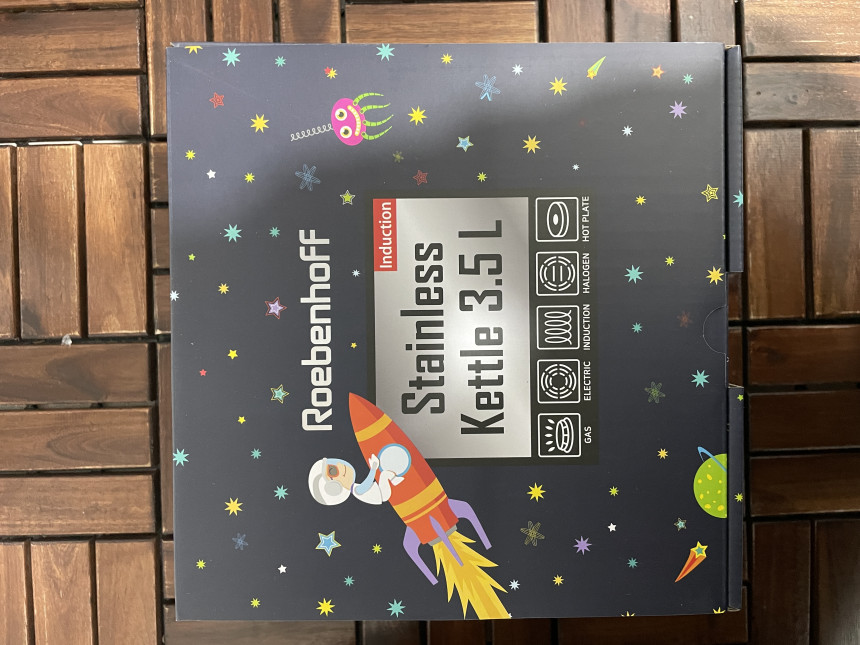 Roebenhoff
Induction
Stainless
Kettle 3.5 L
GAS
ELECTRIC
INDUCTION
HALOGEN
HOT PLATE